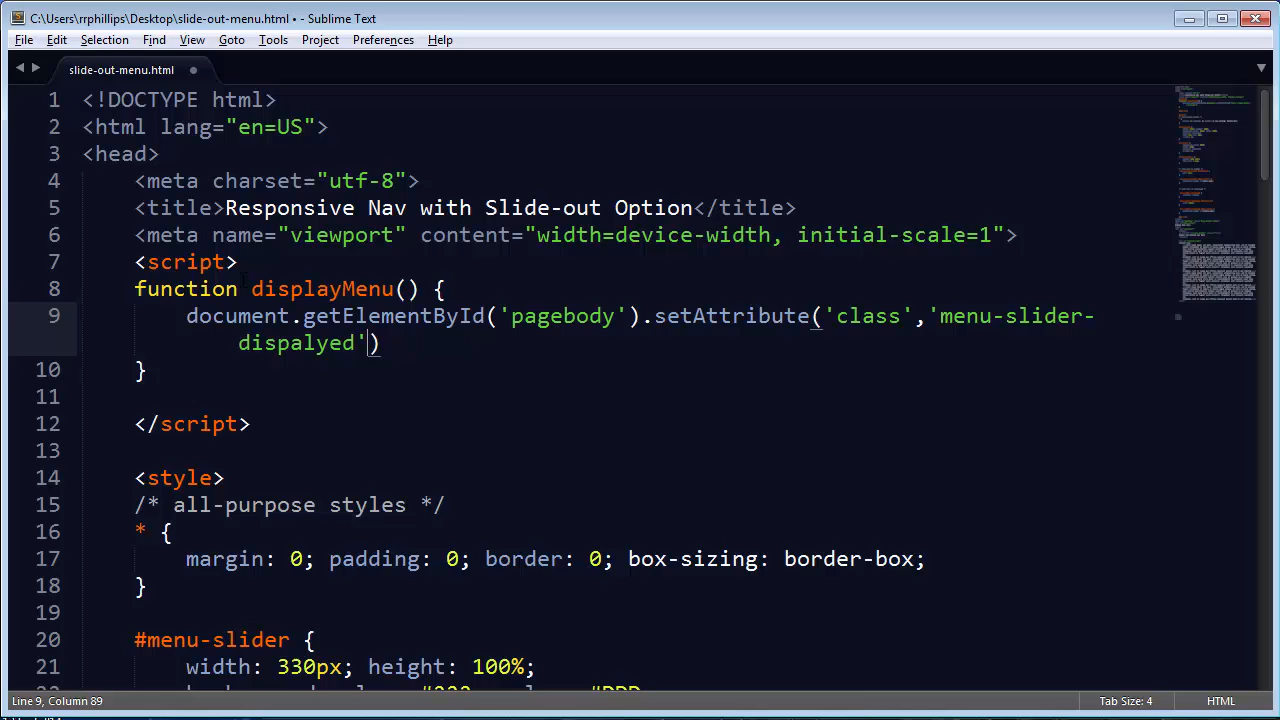 C:\Users\rrphillips\Desktop\slide-out-menu.html • - Sublime Text
File Edit Selection Find View Goto Tools Project Preferences Help
slide-out-menu.html
1 <!DOCTYPE html>
2 <html lang="en=US">
3 <head>
4 <meta charset="utf-8">
5 <title>Responsive Nav with Slide-out Option</title>
6 <meta name="viewport" content="width=device-width, initial-scale=1">
7 <script>
8 function displayMenu() {
9 document.getElementById('pagebody').setAttribute('class','menu-slider-
dispalyed')
10 }
11
12 </script>
13
14 <style>
15 /* all-purpose styles */
16 * {
17 margin: 0; padding: 0; border: 0; box-sizing: border-box;
18 }
19
20 #menu-slider {
21 width: 330px; height: 100%;
Line 9, Column 89 Tab Size: 4 HTML